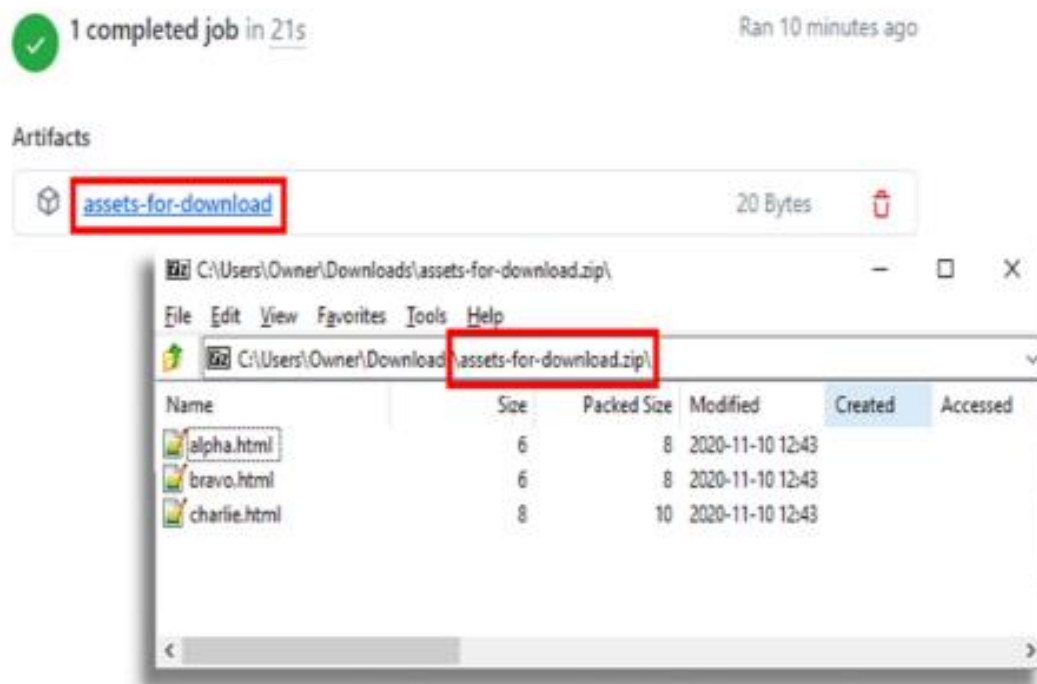 1 completed job in 21s
Ran 10 minutes ago
Artifacts
assets-for-download
20 Bytes
7z C:\Users\Owner\Downloads\assets-for-download.zip\
File Edit View Favorites Tools Help
7z C:\Users\Owner\Download \assets-for-download.zip\
Name Size Packed Size Modified Created Accessed
alpha.html 6 8 2020-11-10 12:43
bravo.html 6 8 2020-11-10 12:43
charlie.html 8 10 2020-11-10 12:43